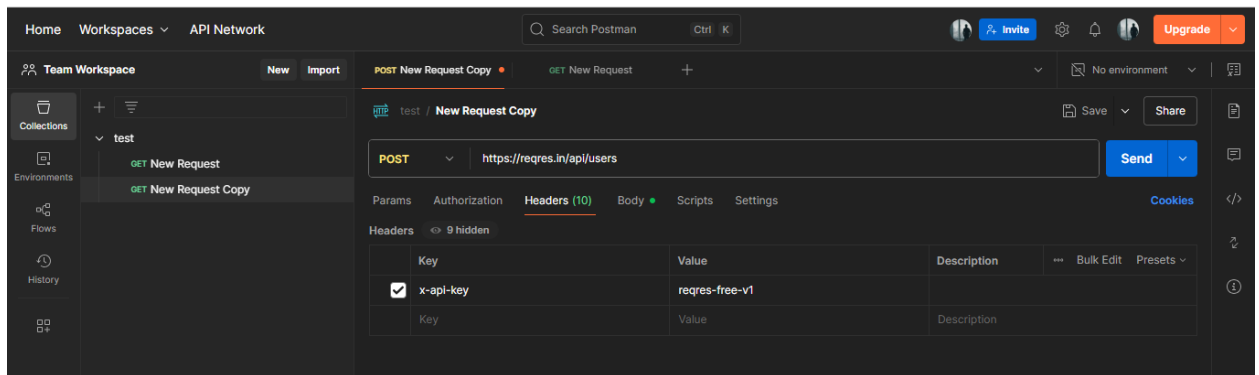 Home Workspaces API Network Search Postman Ctrl K Invite Upgrade
Team Workspace New Import POST New Request Copy GET New Request No environment
Collections
HTTP test / New Request Copy Save Share
test
GET New Request
POST https://reqres.in/api/users Send
Environments
GET New Request Copy
Params Authorization Headers (10) Body Scripts Settings Cookies
Flows
Headers 9 hidden
Key Value Description Bulk Edit Presets
History
x-api-key reqres-free-v1
Key Value Description